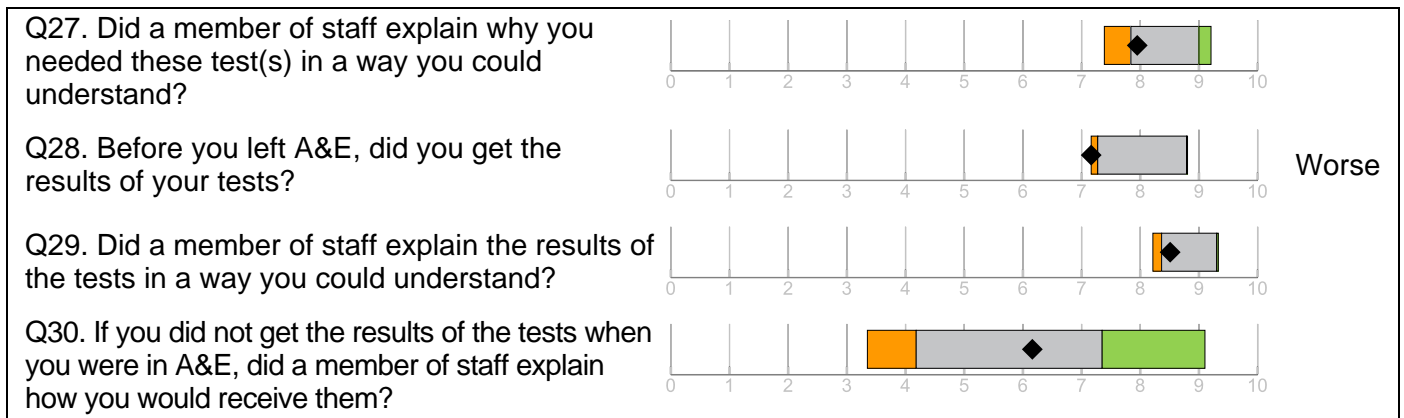 Q27. Did a member of staff explain why you
needed these test(s) in a way you could
understand?
0 1 2 3 4 5 6 7 8 9 10
Q28. Before you left A&E, did you get the
results of your tests?
0 1 2 3 4 5 6 7 8 9 10
Worse
Q29. Did a member of staff explain the results of
the tests in a way you could understand?
0 1 2 3 4 5 6 7 8 9 10
Q30. If you did not get the results of the tests when
you were in A&E, did a member of staff explain
how you would receive them?
0 1 2 3 4 5 6 7 8 9 10